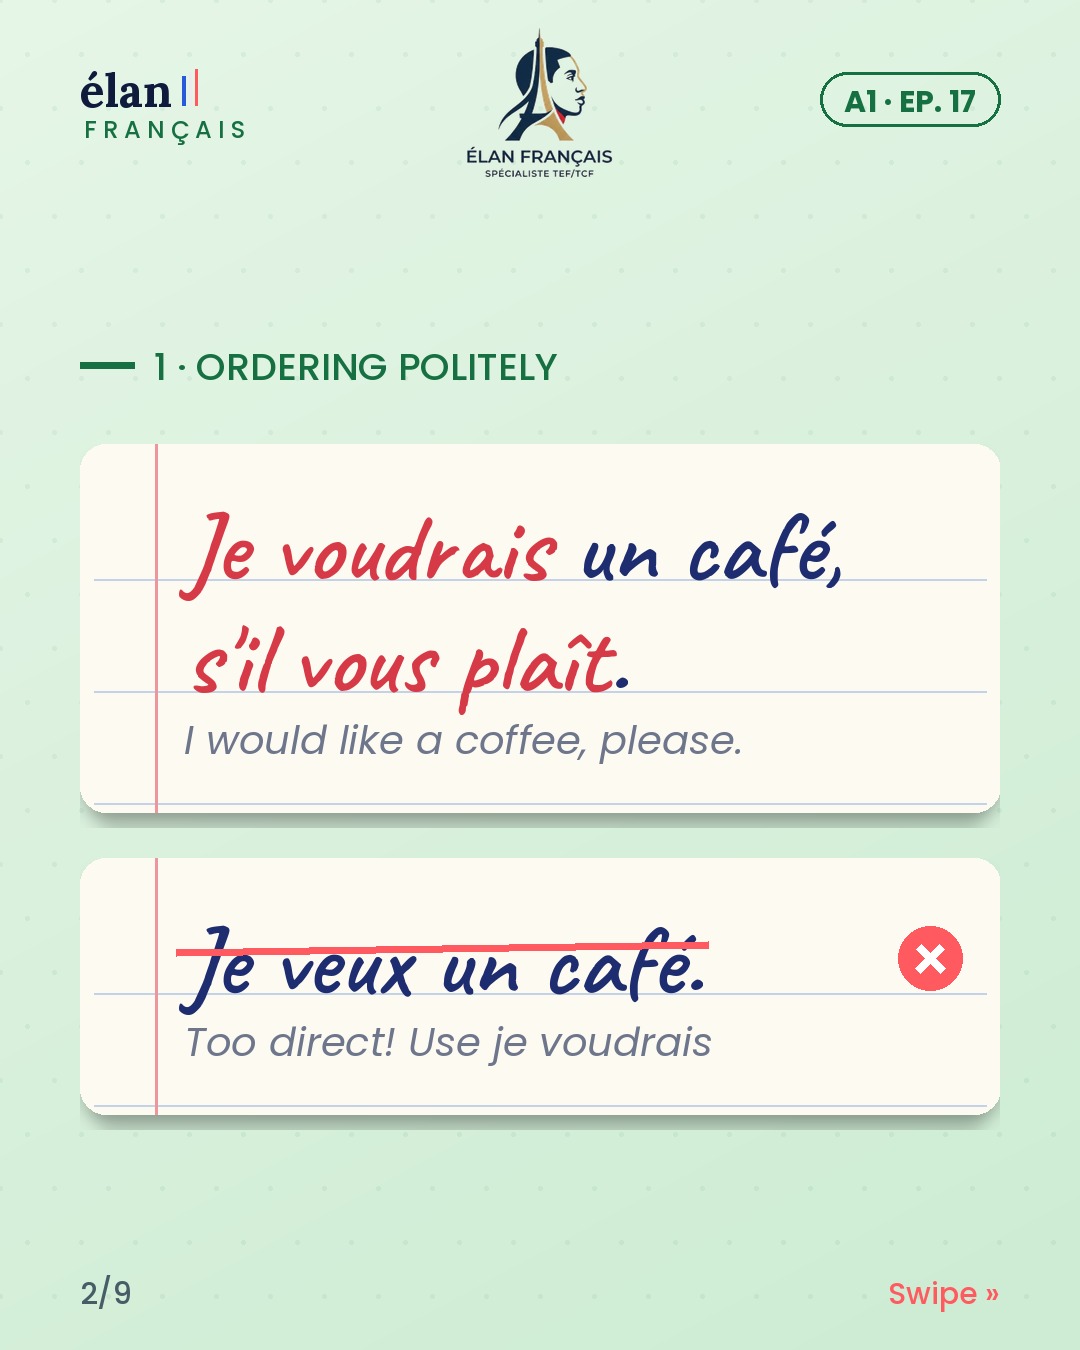 élan
FRANÇAIS
ÉLAN FRANÇAIS
SPÉCIALISTE TEF/TCF
A1 · EP. 17
1 · ORDERING POLITELY
Je voudrais un café,
s'il vous plaît.
I would like a coffee, please.
Je veux un café.
Too direct! Use je voudrais
2/9
Swipe »